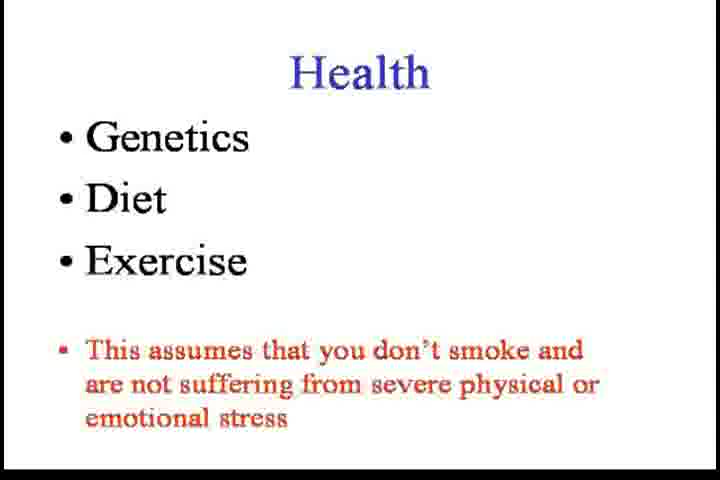 Health
• Genetics
• Diet
• Exercise
• This assumes that you don't smoke and
are not suffering from severe physical or
emotional stress